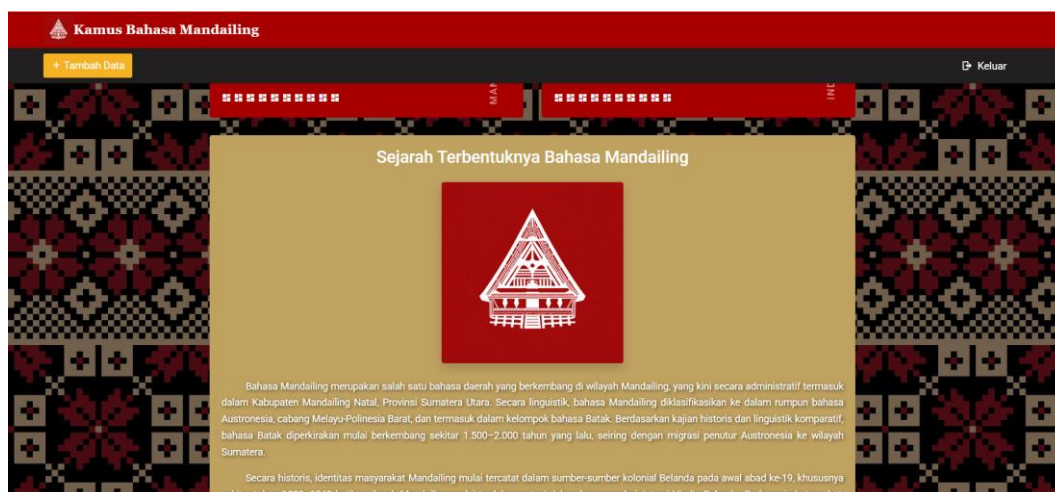 Kamus Bahasa Mandailing
+ Tambah Data
Keluar
MAN
IND
Sejarah Terbentuknya Bahasa Mandailing
Bahasa Mandailing merupakan salah satu bahasa daerah yang berkembang di wilayah Mandailing, yang kini secara administratif termasuk
dalam Kabupaten Mandailing Natal, Provinsi Sumatera Utara. Secara linguistik, bahasa Mandailing diklasifikasikan ke dalam rumpun bahasa
Austronesia, cabang Melayu-Polinesia Barat, dan termasuk dalam kelompok bahasa Batak. Berdasarkan kajian historis dan linguistik komparatif,
bahasa Batak diperkirakan mulai berkembang sekitar 1.500–2.000 tahun yang lalu, seiring dengan migrasi penutur Austronesia ke wilayah
Sumatera.
Secara historis, identitas masyarakat Mandailing mulai tercatat dalam sumber-sumber kolonial Belanda pada awal abad ke-19, khususnya